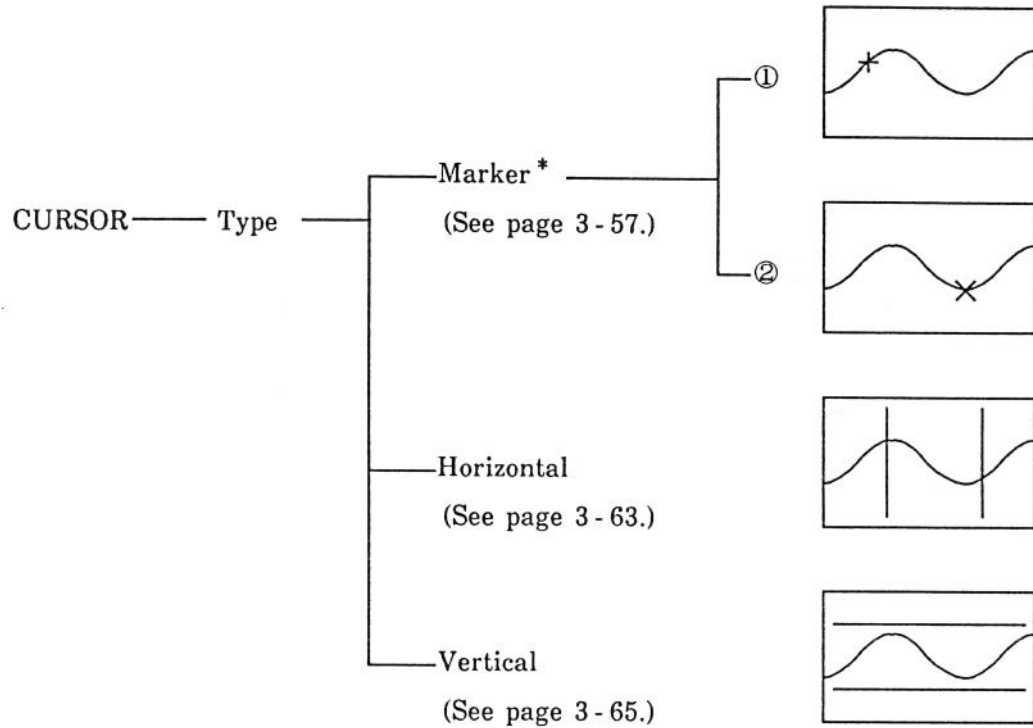 ①
Marker *
(See page 3 - 57.)
CURSOR Type
②
Horizontal
(See page 3 - 63.)
Vertical
(See page 3 - 65.)